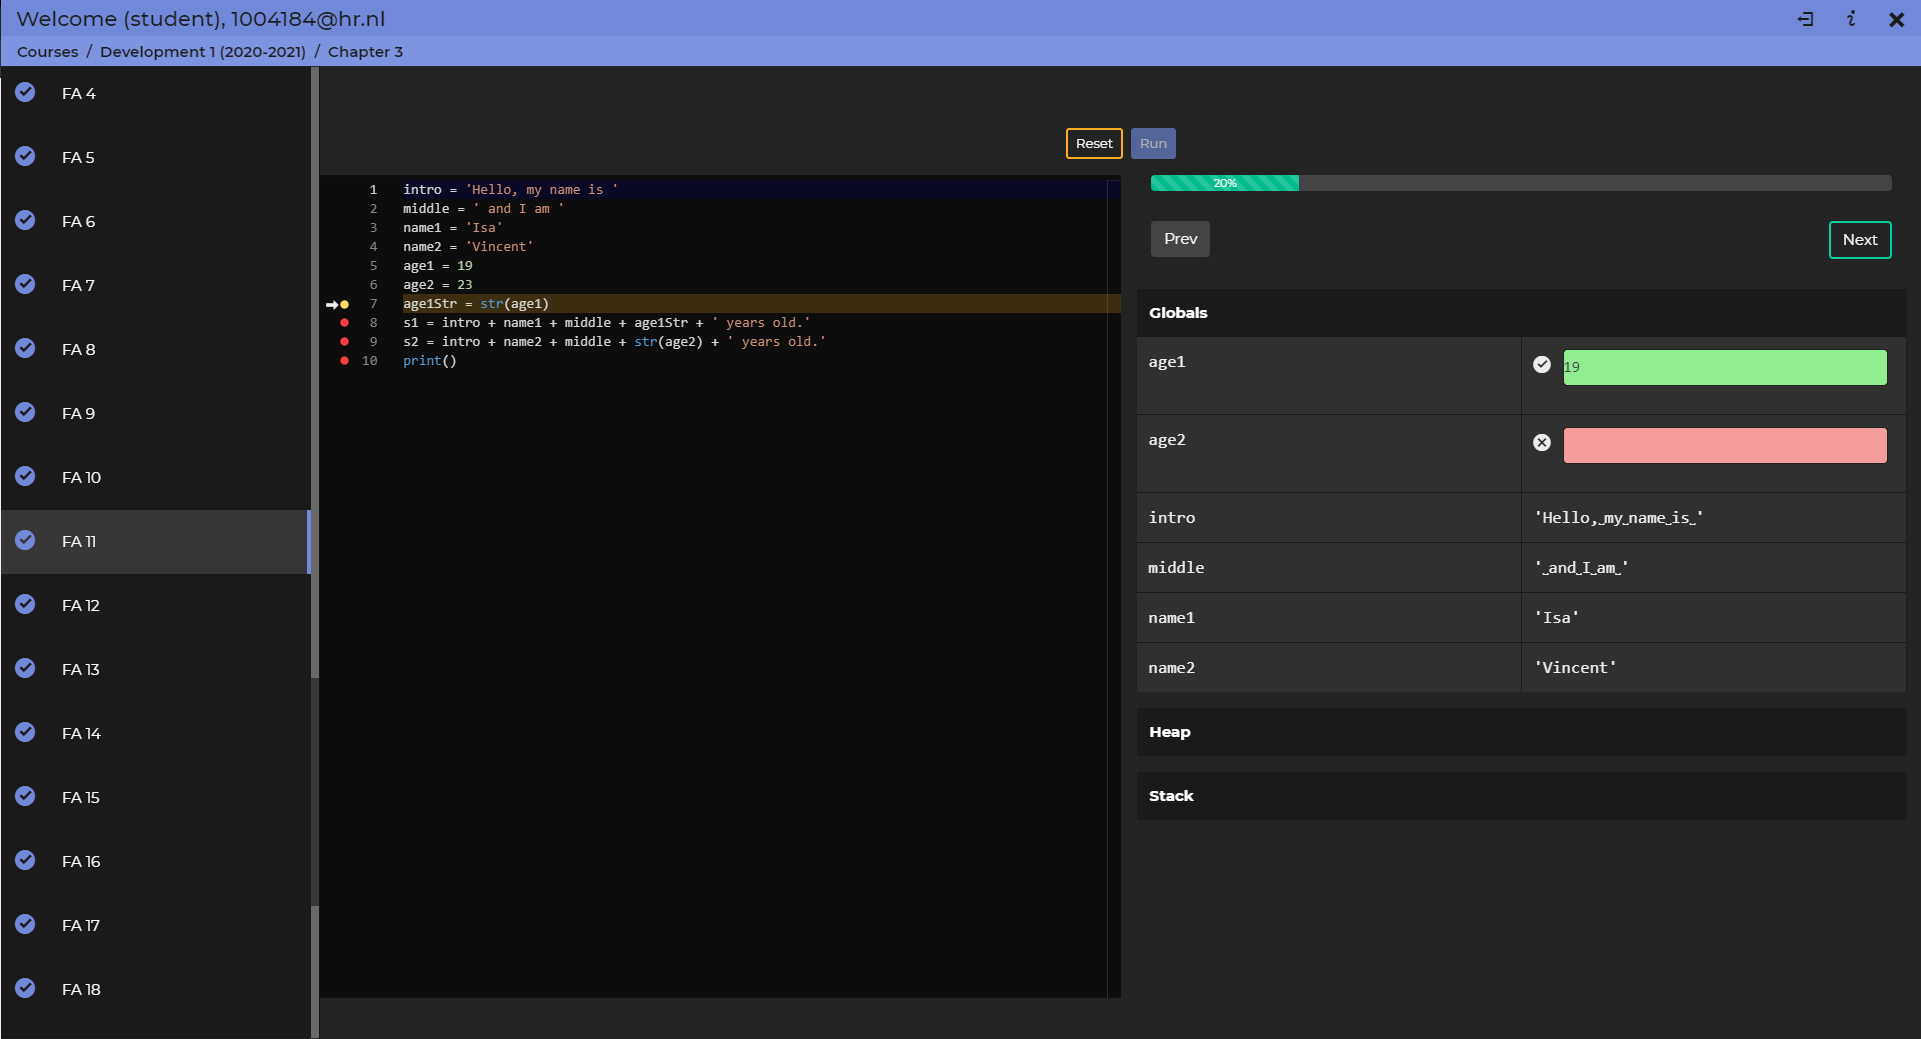 Welcome (student), 1004184@hr.nl
Courses / Development 1 (2020-2021) / Chapter 3
FA 4
FA 5
FA 6
FA 7
FA 8
FA 9
FA 10
FA 11
FA 12
FA 13
FA 14
FA 15
FA 16
FA 17
FA 18
Reset Run
1 intro = 'Hello, my name is '
2 middle = ' and I am '
3 name1 = 'Isa'
4 name2 = 'Vincent'
5 age1 = 19
6 age2 = 23
7 age1Str = str(age1)
8 s1 = intro + name1 + middle + age1Str + ' years old.'
9 s2 = intro + name2 + middle + str(age2) + ' years old.'
10 print()
20%
Prev Next
Globals
age1 19
age2
intro 'Hello,_my_name_is_'
middle '_and_I_am_'
name1 'Isa'
name2 'Vincent'
Heap
Stack